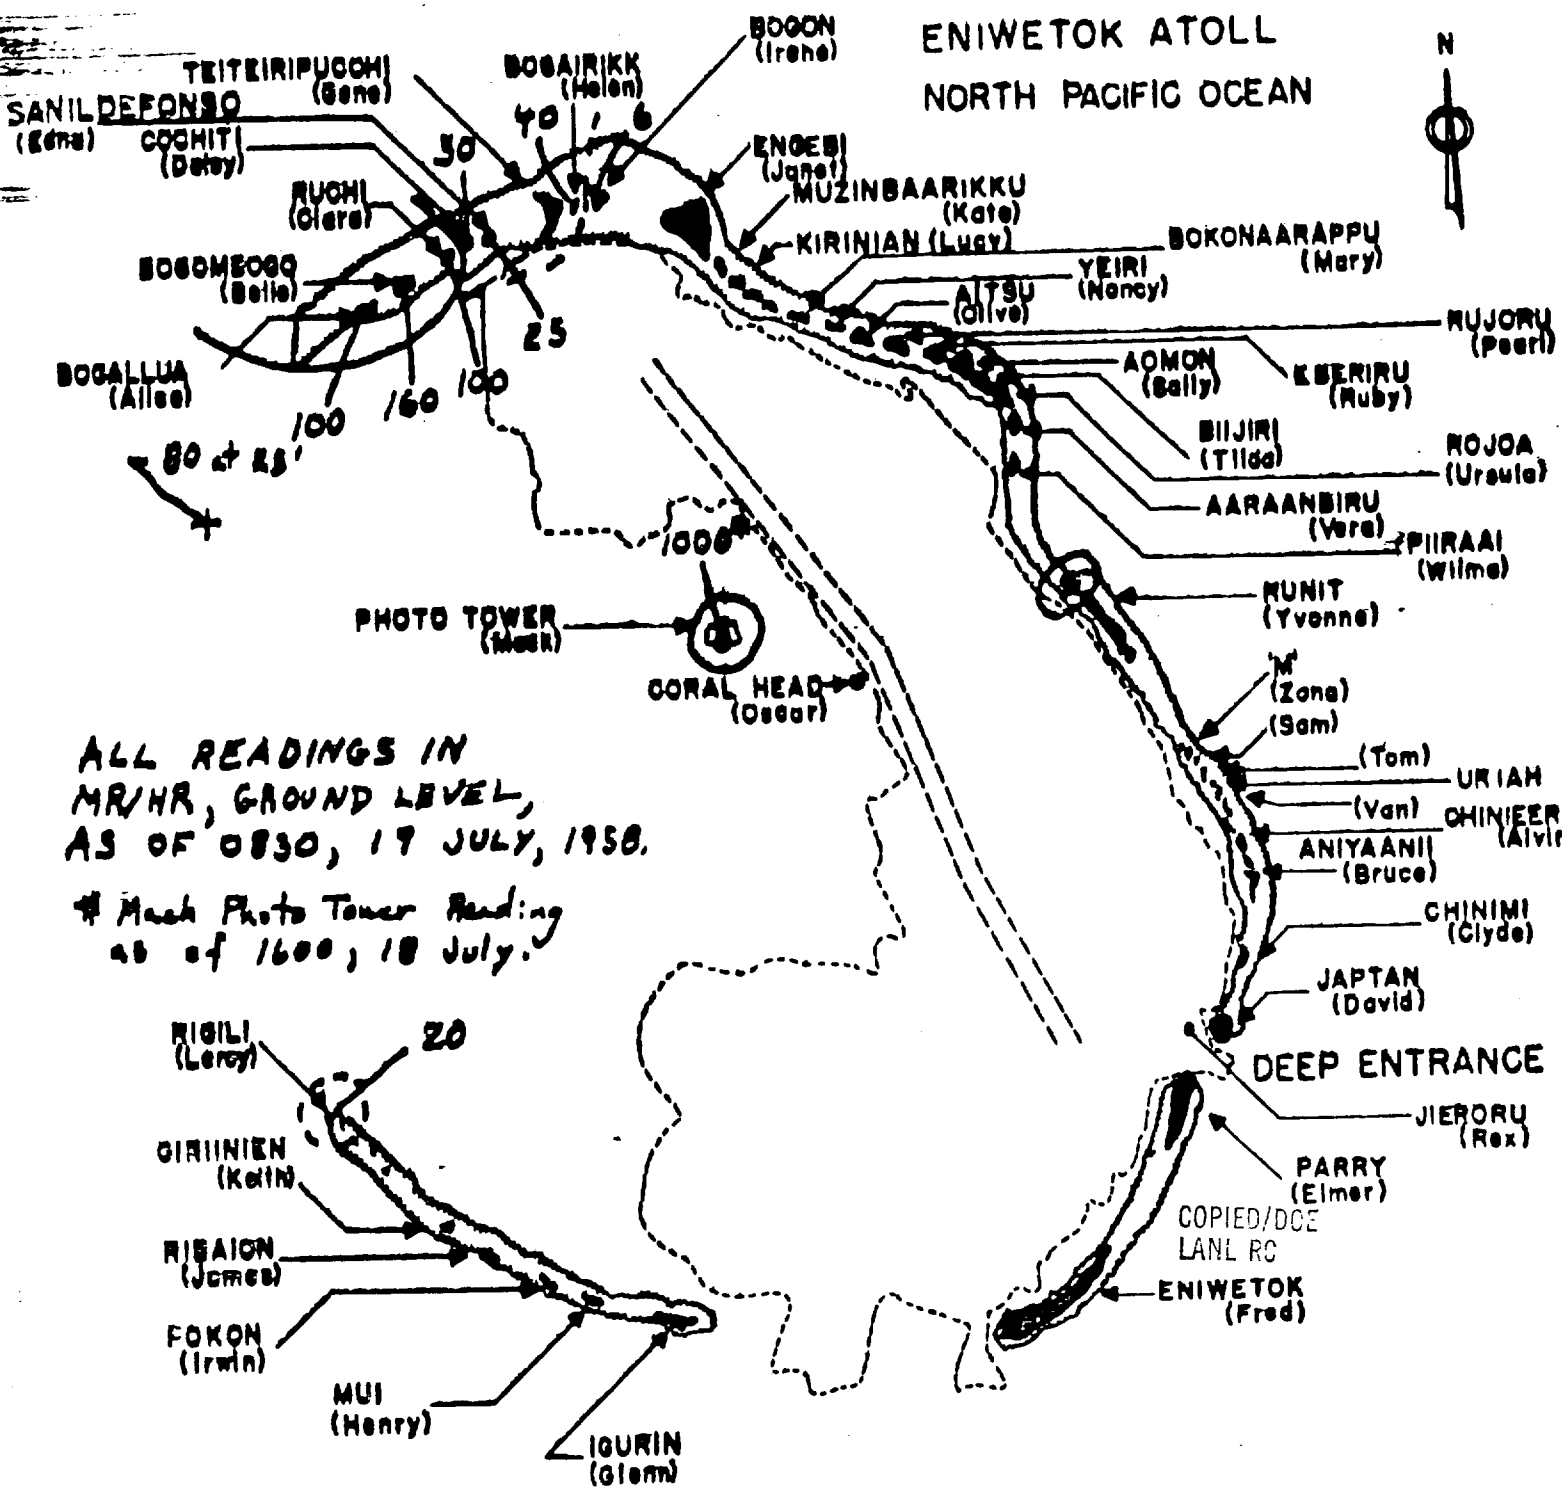 ENIWETOK ATOLL
NORTH PACIFIC OCEAN
N
BOGON
(Irene)
TEITEIRIPUCCHI
(Gene)
BOGAIRIKK
(Helen)
SANILDEFONSO
(Edna)
COCHITI
(Daisy)
50
40
1
6
ENGEBI
(Janet)
MUZINBAARIKKU
(Kate)
RUCHI
(Clara)
KIRINIAN (Lucy)
BOKONAARAPPU
(Mary)
YEIRI
(Nancy)
AITSU
(Olive)
BOGOMBOGO
(Belle)
RUJORU
(Pearl)
25
AOMON
(Sally)
EBERIRU
(Ruby)
BOGALLUA
(Alice)
100
160
100
BIIJIRI
(Tilda)
ROJOA
(Ursula)
80 at 25'
AARAANBIRU
(Vera)
PIIRAAI
(Wilma)
1000
RUNIT
(Yvonne)
PHOTO TOWER
(Mack)
CORAL HEAD
(Oscar)
'M'
(Zona)
(Sam)
(Tom)
URIAH
(Van)
CHINIEER
(Alvin
ANIYAANII
(Bruce)
CHINIMI
(Clyde)
JAPTAN
(David)
ALL READINGS IN
MR/HR, GROUND LEVEL,
AS OF 0830, 19 JULY, 1958.
# Mack Photo Tower Reading
as of 1600, 18 July.
RIGILI
(Leroy)
20
DEEP ENTRANCE
JIERORU
(Rex)
GIRIINIEN
(Keith)
PARRY
(Elmer)
COPIED/DOE
LANL RC
RIBAION
(James)
ENIWETOK
(Fred)
POKON
(Irwin)
MUI
(Henry)
IGURIN
(Glenn)